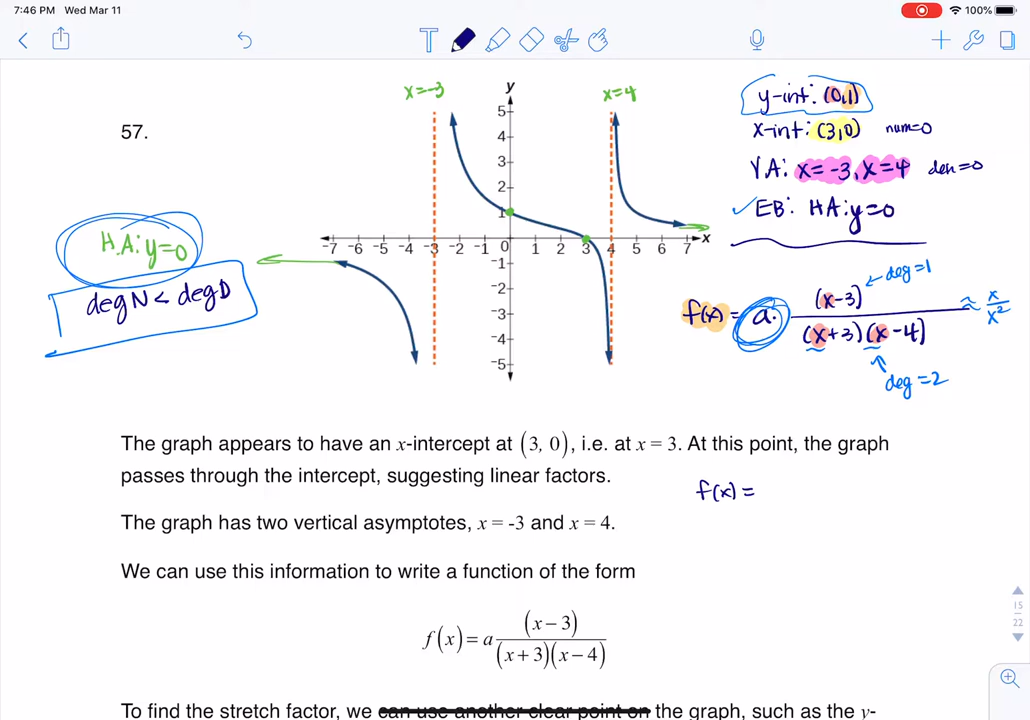 7:46 PM Wed Mar 11
100%
T
57.
x=-3
y
x=4
5
4
3
2
1
-7 -6 -5 -4 -3 -2 -1 0 1 2 3 4 5 6 7 x
-1
-2
-3
-4
-5
H.A: y=0
deg N < deg D
y-int: (0,1)
x-int: (3,0) num=0
VA: x=-3, x=4 den=0
✓ EB: HA: y=0
f(x) = a · (x-3) / (x+3)(x-4) ≈ x/x²
deg=1
deg=2
The graph appears to have an x-intercept at (3, 0), i.e. at x = 3. At this point, the graph
passes through the intercept, suggesting linear factors.
f(x) =
The graph has two vertical asymptotes, x = -3 and x = 4.
We can use this information to write a function of the form
f(x) = a (x − 3) / (x + 3)(x − 4)
To find the stretch factor, we can use another clear point on the graph, such as the y-
15
22